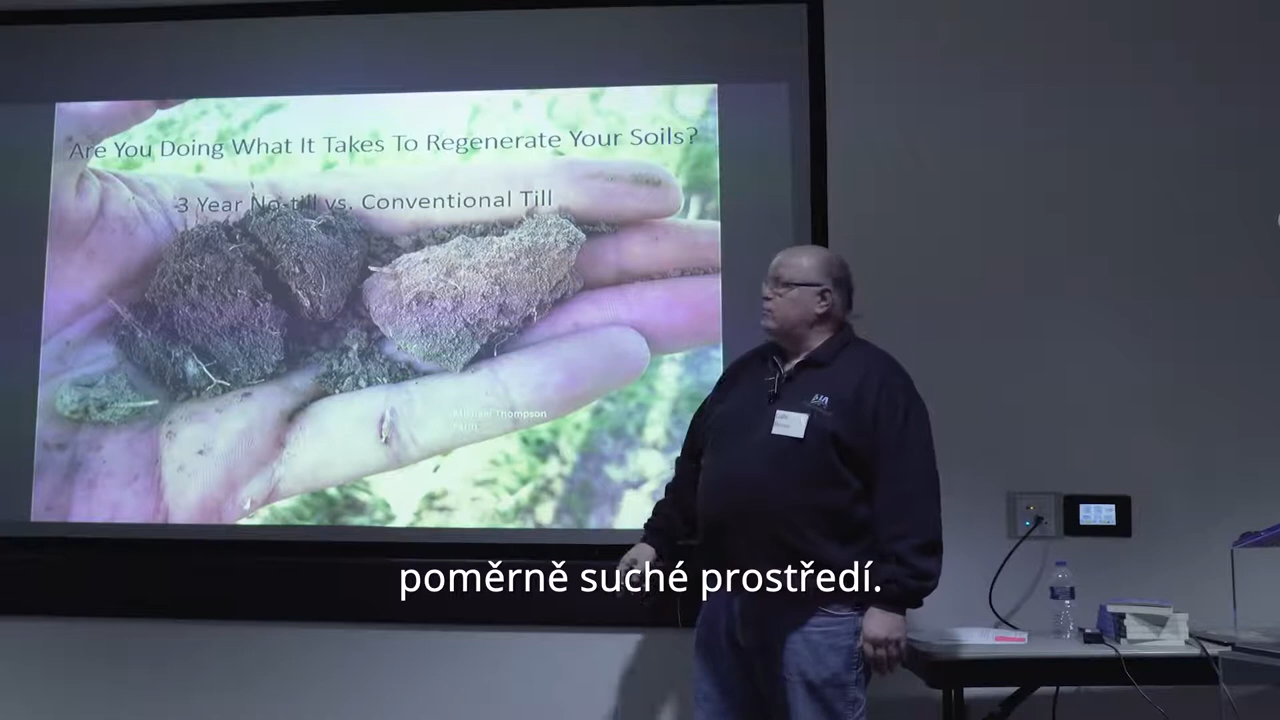 Are You Doing What It Takes To Regenerate Your Soils?
3 Year No-till vs. Conventional Till
Michael Thompson
poměrně suché prostředí.